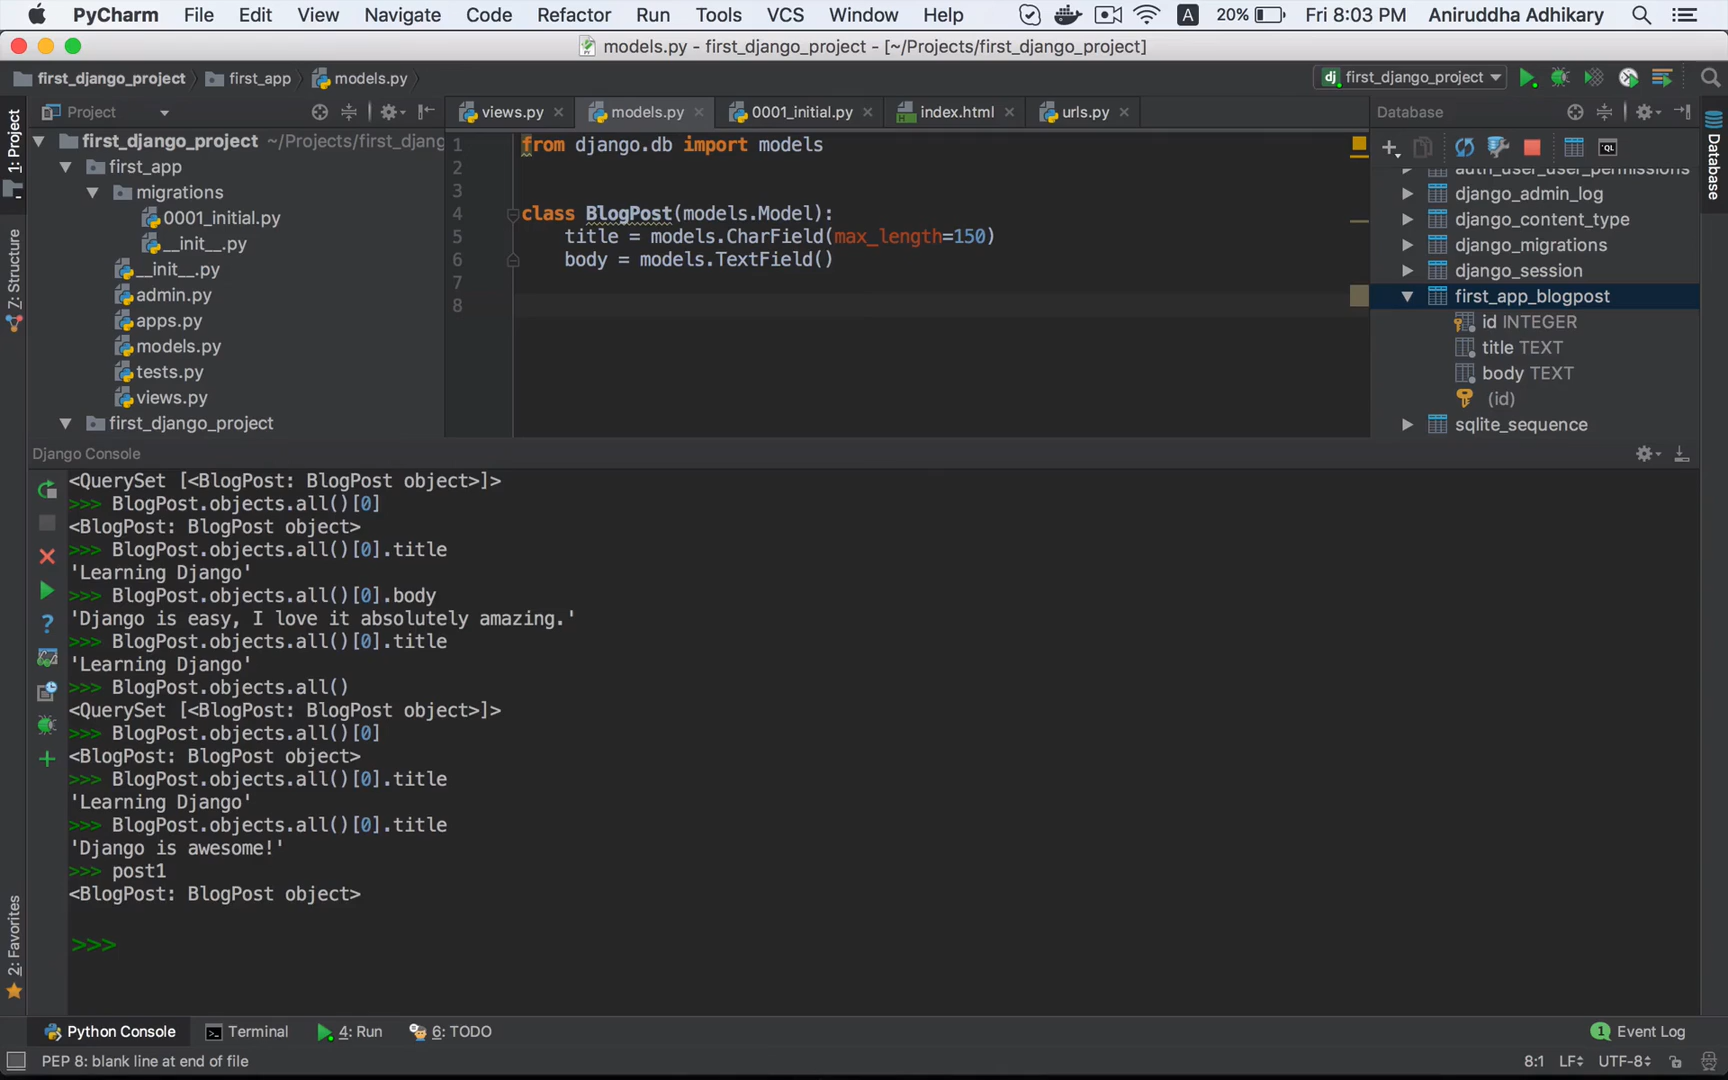 PyCharm File Edit View Navigate Code Refactor Run Tools VCS Window Help A 20% Fri 8:03 PM Aniruddha Adhikary
models.py - first_django_project - [~/Projects/first_django_project]
first_django_project first_app models.py
dj first_django_project
1: Project
Z: Structure
2: Favorites
Project
first_django_project ~/Projects/first_djang
first_app
migrations
0001_initial.py
__init__.py
__init__.py
admin.py
apps.py
models.py
tests.py
views.py
first_django_project
views.py models.py 0001_initial.py index.html urls.py
1 from django.db import models
2
3
4 class BlogPost(models.Model):
5 title = models.CharField(max_length=150)
6 body = models.TextField()
7
8
Database
QL
auth_user_user_permissions
django_admin_log
django_content_type
django_migrations
django_session
first_app_blogpost
id INTEGER
title TEXT
body TEXT
(id)
sqlite_sequence
Database
Django Console
<QuerySet [<BlogPost: BlogPost object>]>
>>> BlogPost.objects.all()[0]
<BlogPost: BlogPost object>
>>> BlogPost.objects.all()[0].title
'Learning Django'
>>> BlogPost.objects.all()[0].body
'Django is easy, I love it absolutely amazing.'
>>> BlogPost.objects.all()[0].title
'Learning Django'
>>> BlogPost.objects.all()
<QuerySet [<BlogPost: BlogPost object>]>
>>> BlogPost.objects.all()[0]
<BlogPost: BlogPost object>
>>> BlogPost.objects.all()[0].title
'Learning Django'
>>> BlogPost.objects.all()[0].title
'Django is awesome!'
>>> post1
<BlogPost: BlogPost object>
>>>
Python Console Terminal 4: Run 6: TODO 1 Event Log
PEP 8: blank line at end of file 8:1 LF UTF-8